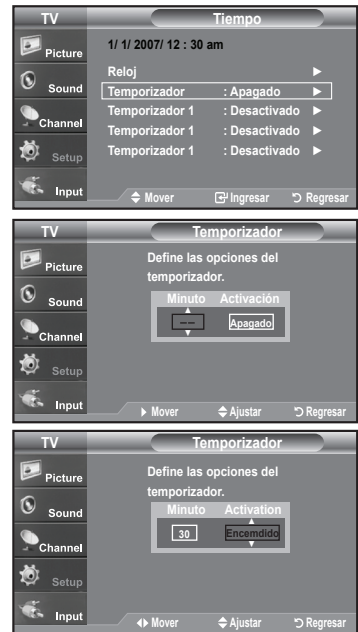 TV Tiempo
Picture
Sound
Channel
Setup
Input
1/ 1/ 2007/ 12 : 30 am
Reloj ►
Temporizador : Apagado ►
Temporizador 1 : Desactivado ►
Temporizador 1 : Desactivado ►
Temporizador 1 : Desactivado ►
Mover Ingresar Regresar
TV Temporizador
Picture
Sound
Channel
Setup
Input
Define las opciones del
temporizador.
Minuto Activación
-- Apagado
Mover Ajustar Regresar
TV Temporizador
Picture
Sound
Channel
Setup
Input
Define las opciones del
temporizador.
Minuto Activation
30 Encemdido
Mover Ajustar Regresar